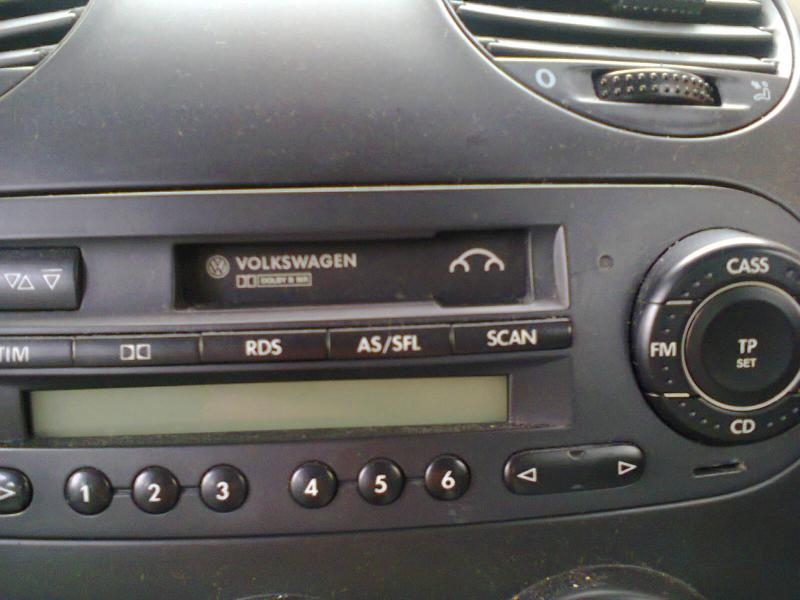 VOLKSWAGEN
DOLBY B NR
CASS
TIM
RDS
AS/SFL
SCAN
FM
TP
SET
CD
1
2
3
4
5
6